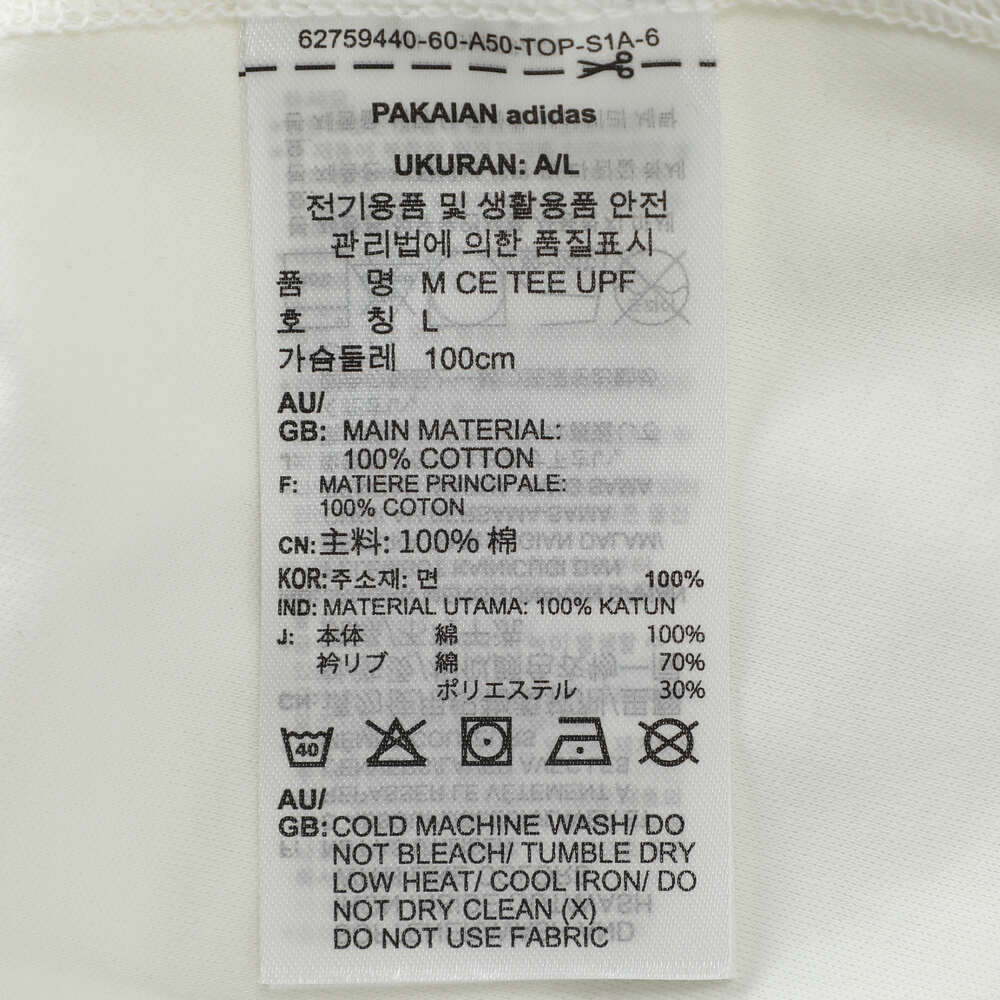 62759440-60-A50-TOP-S1A-6
PAKAIAN adidas
UKURAN: A/L
전기용품 및 생활용품 안전
관리법에 의한 품질표시
품 명 M CE TEE UPF
호 칭 L
가슴둘레 100cm
AU/
GB: MAIN MATERIAL:
100% COTTON
F: MATIERE PRINCIPALE:
100% COTON
CN: 主料: 100% 棉
KOR: 주소재: 면 100%
IND: MATERIAL UTAMA: 100% KATUN
J: 本体 綿 100%
衿リブ 綿 70%
ポリエステル 30%
40
AU/
GB: COLD MACHINE WASH/ DO
NOT BLEACH/ TUMBLE DRY
LOW HEAT/ COOL IRON/ DO
NOT DRY CLEAN (X)
DO NOT USE FABRIC